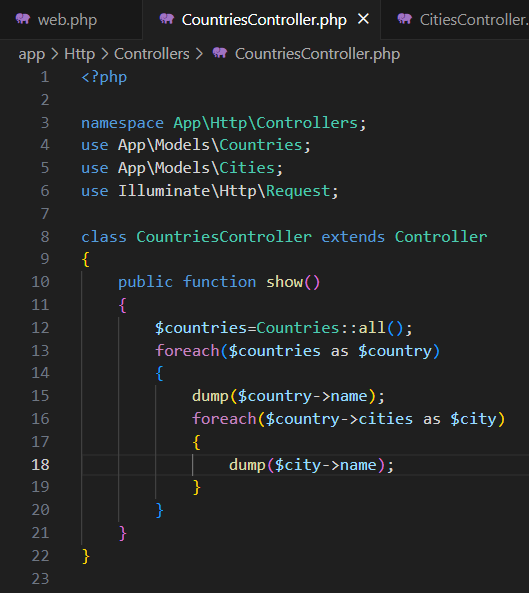 web.php CountriesController.php CitiesController.
app > Http > Controllers > CountriesController.php
1 <?php
2
3 namespace App\Http\Controllers;
4 use App\Models\Countries;
5 use App\Models\Cities;
6 use Illuminate\Http\Request;
7
8 class CountriesController extends Controller
9 {
10     public function show()
11     {
12         $countries=Countries::all();
13         foreach($countries as $country)
14         {
15             dump($country->name);
16             foreach($country->cities as $city)
17             {
18                 dump($city->name);
19             }
20         }
21     }
22 }
23